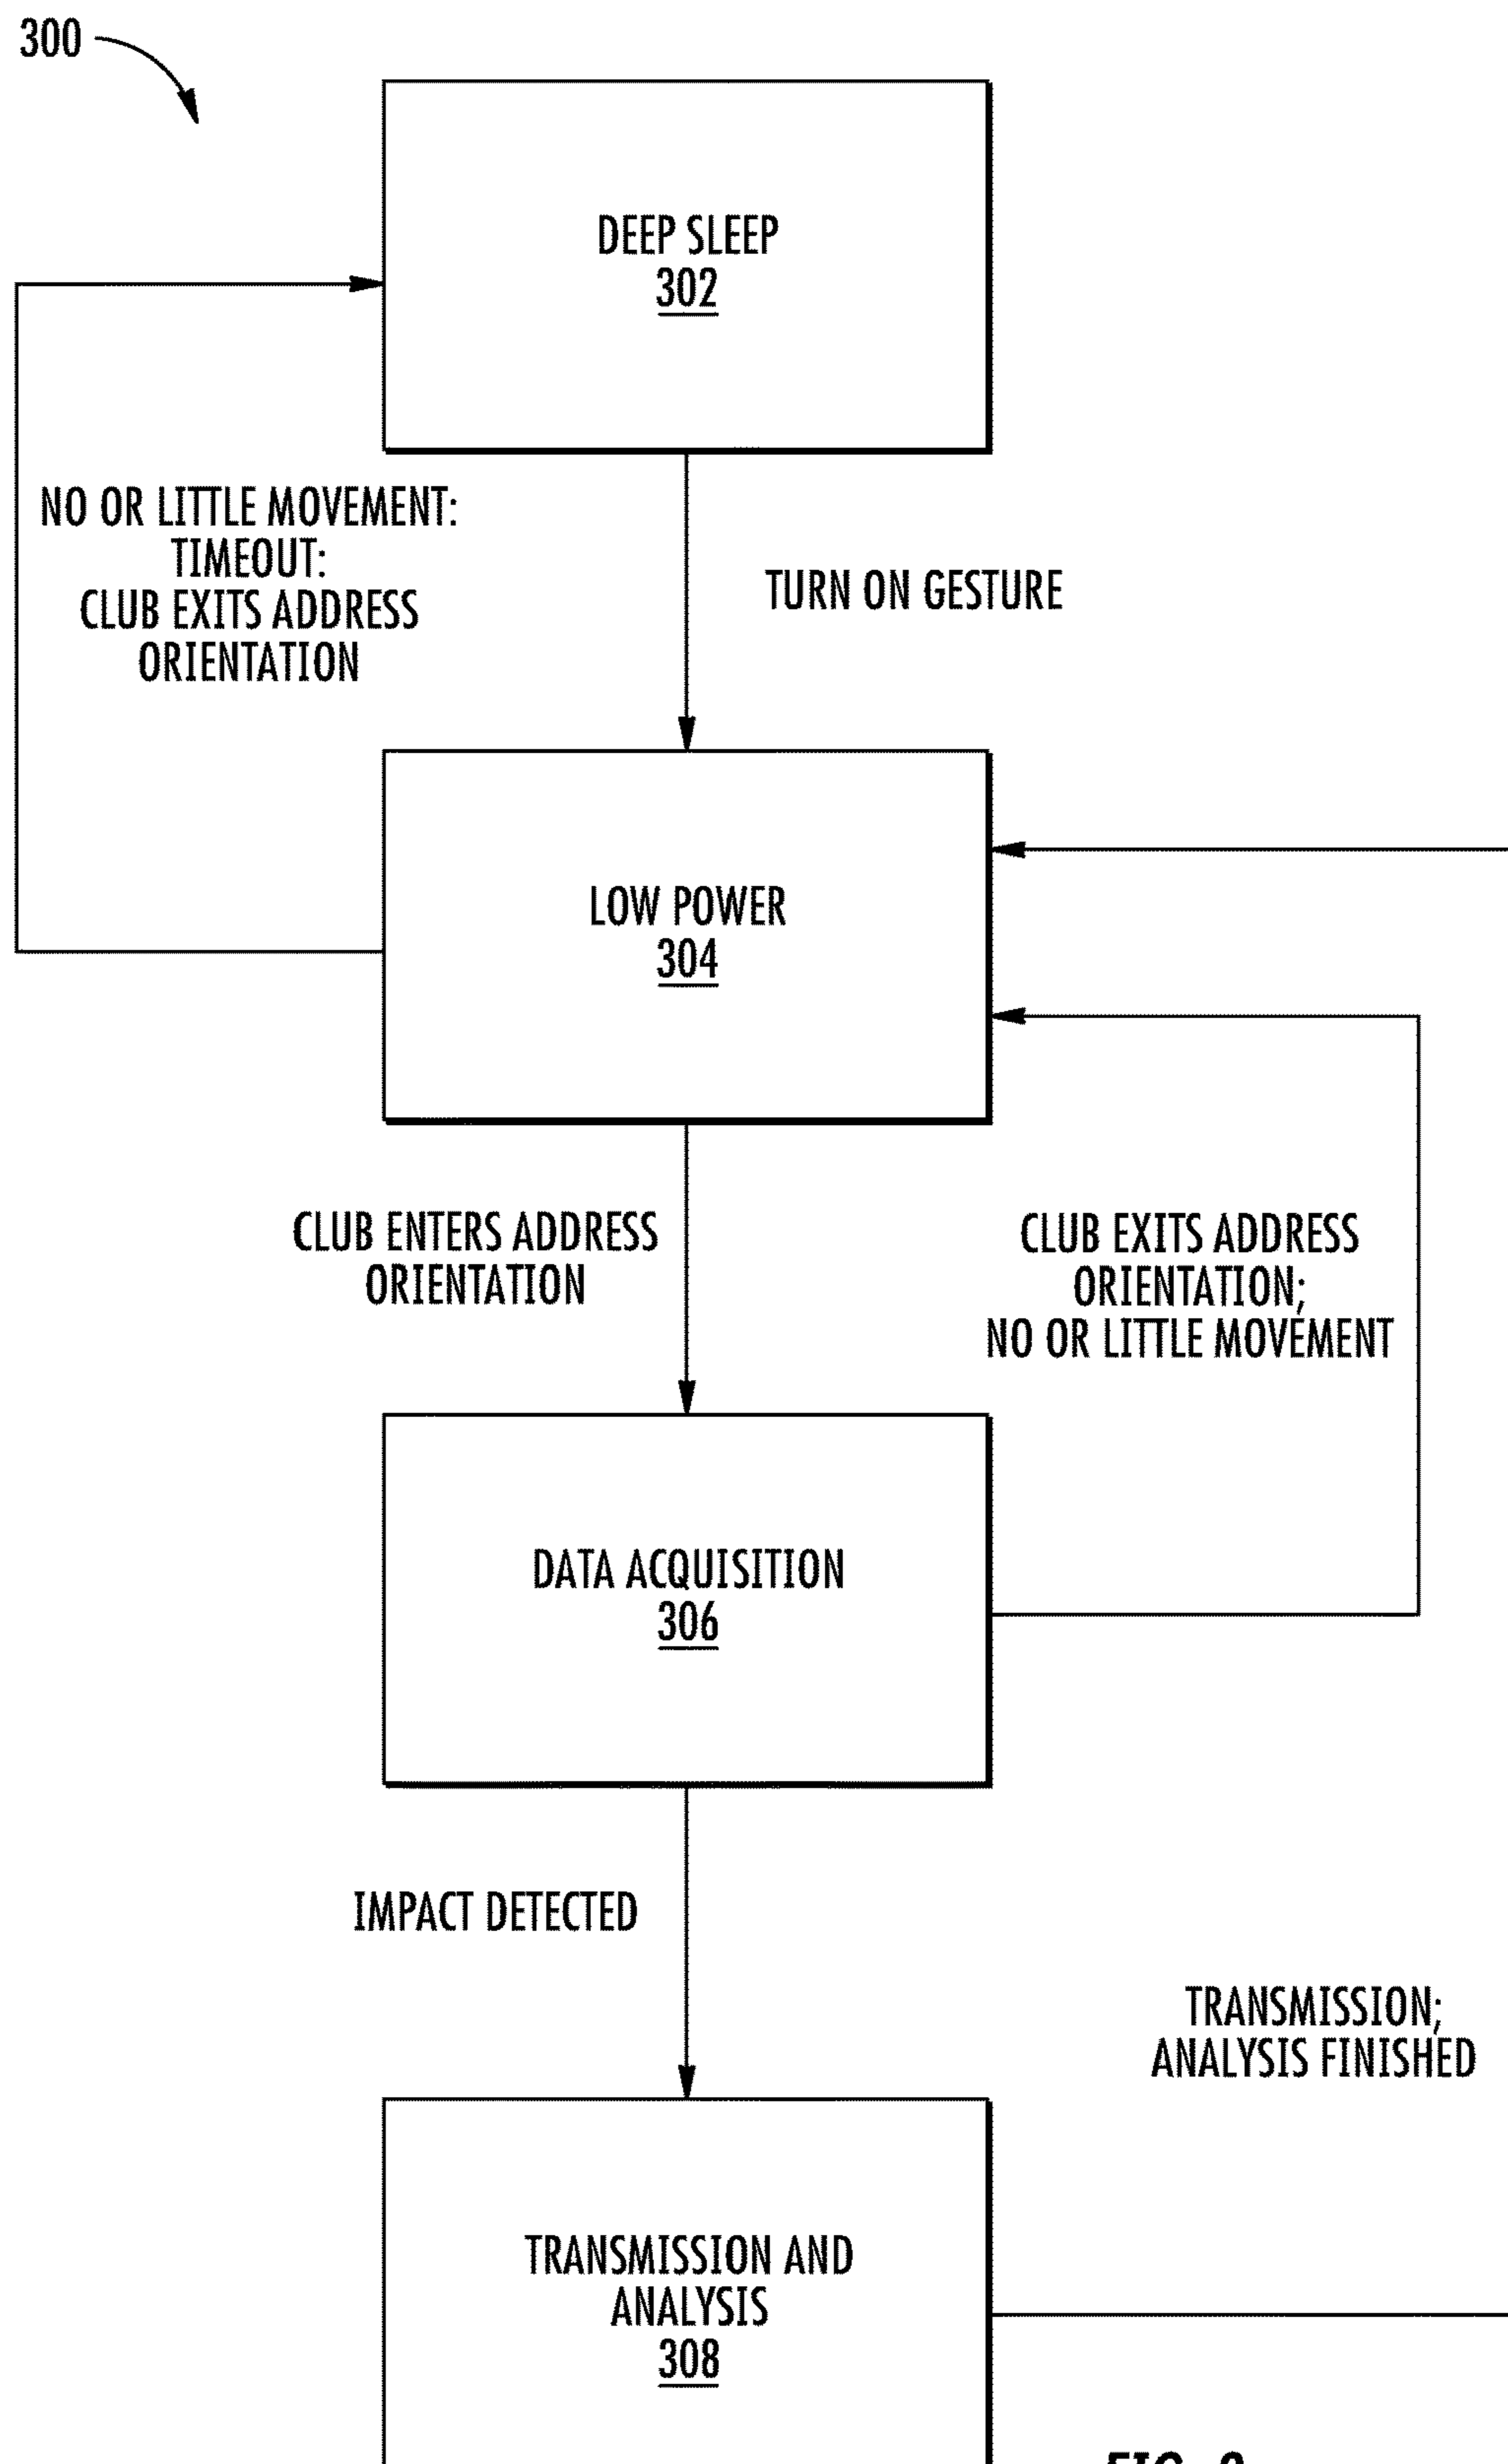 300
DEEP SLEEP
302
NO OR LITTLE MOVEMENT:
TIMEOUT:
CLUB EXITS ADDRESS
ORIENTATION
TURN ON GESTURE
LOW POWER
304
CLUB ENTERS ADDRESS
ORIENTATION
CLUB EXITS ADDRESS
ORIENTATION;
NO OR LITTLE MOVEMENT
DATA ACQUISITION
306
IMPACT DETECTED
TRANSMISSION;
ANALYSIS FINISHED
TRANSMISSION AND
ANALYSIS
308
FIG.